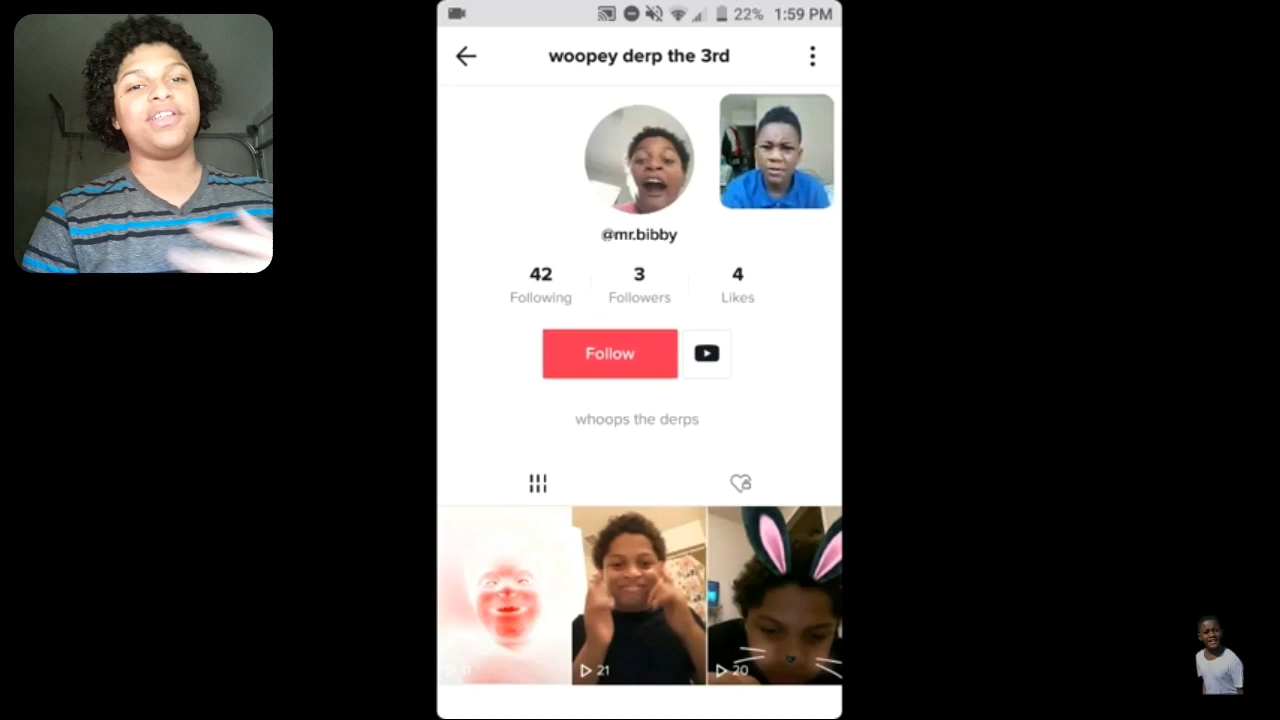 22% 1:59 PM
woopey derp the 3rd
@mr.bibby
42 3 4
Following Followers Likes
Follow
whoops the derps
21 20